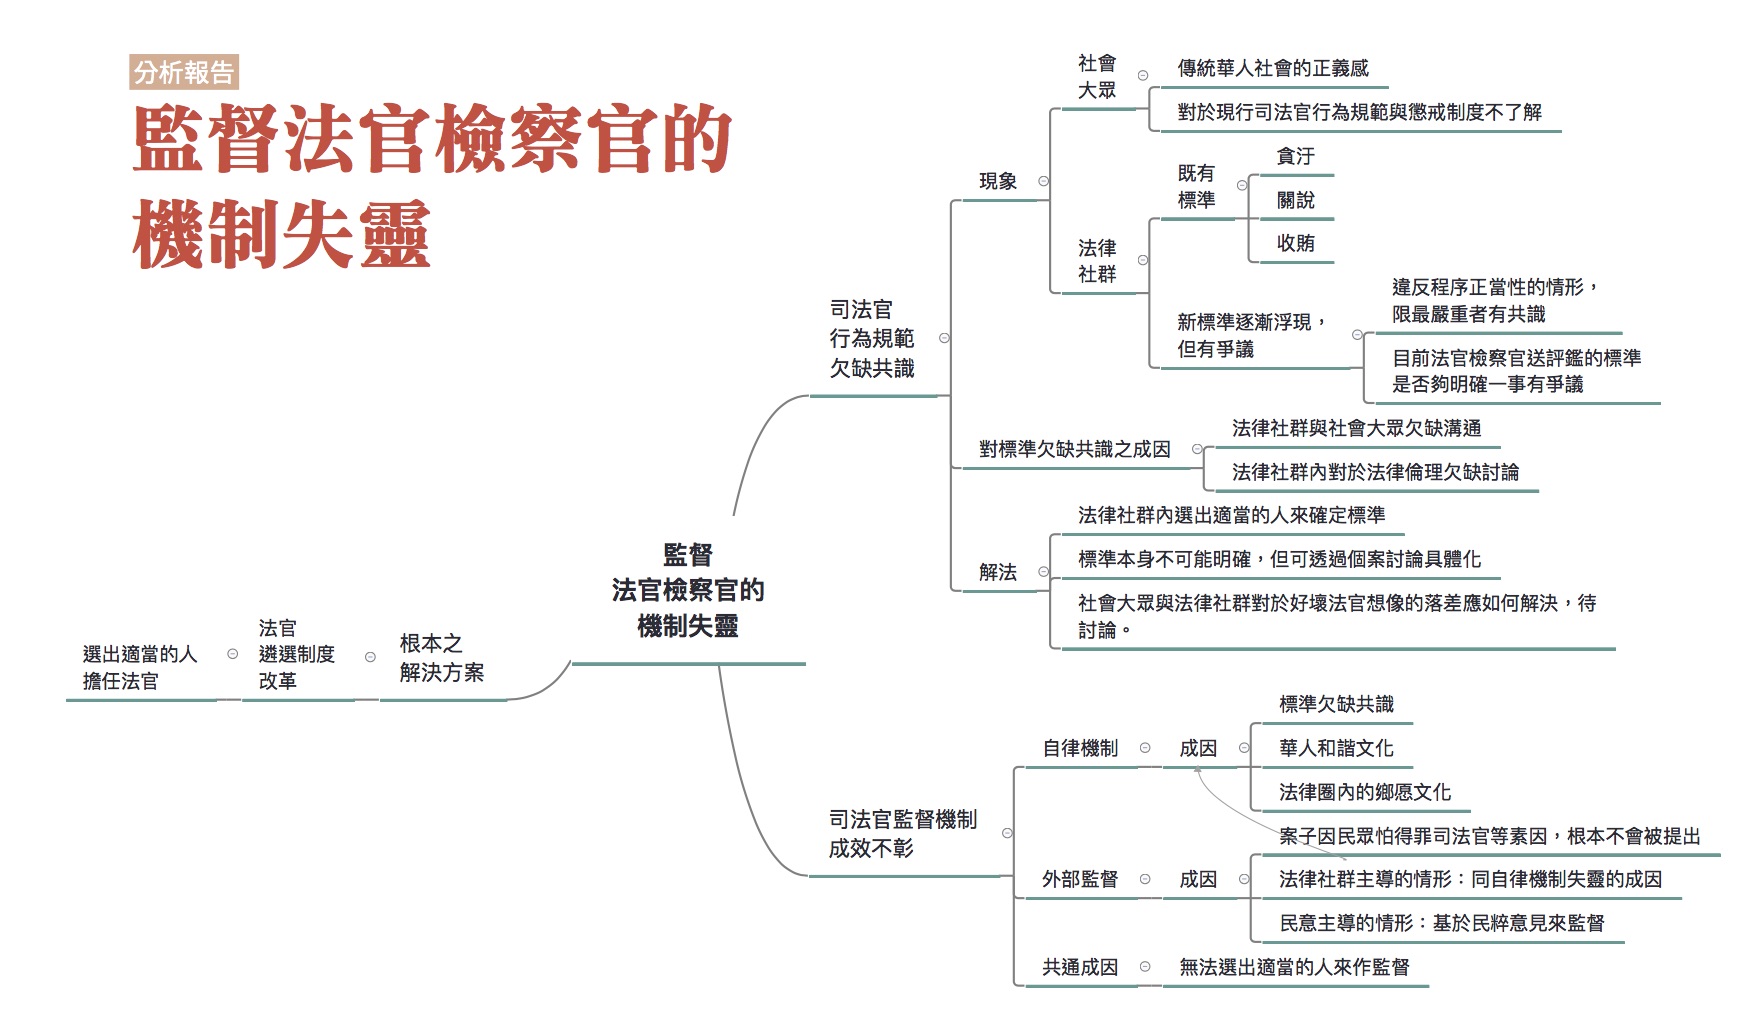 分析報告
監督法官檢察官的
機制失靈
監督
法官檢察官的
機制失靈
司法官
行為規範
欠缺共識
現象
社會
大眾
傳統華人社會的正義感
對於現行司法官行為規範與懲戒制度不了解
法律
社群
既有
標準
貪汙
關說
收賄
新標準逐漸浮現，
但有爭議
違反程序正當性的情形，
限最嚴重者有共識
目前法官檢察官送評鑑的標準
是否夠明確一事有爭議
對標準欠缺共識之成因
法律社群與社會大眾欠缺溝通
法律社群內對於法律倫理欠缺討論
解法
法律社群內選出適當的人來確定標準
標準本身不可能明確，但可透過個案討論具體化
社會大眾與法律社群對於好壞法官想像的落差應如何解決，待
討論。
司法官監督機制
成效不彰
自律機制
成因
標準欠缺共識
華人和諧文化
法律圈內的鄉愿文化
外部監督
成因
案子因民眾怕得罪司法官等素因，根本不會被提出
法律社群主導的情形：同自律機制失靈的成因
民意主導的情形：基於民粹意見來監督
共通成因
無法選出適當的人來作監督
根本之
解決方案
法官
遴選制度
改革
選出適當的人
擔任法官